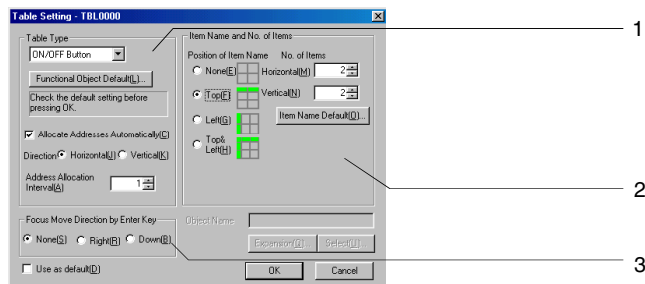 Table Setting - TBL0000
1
Table Type
ON/OFF Button
Functional Object Default(L)...
Check the default setting before
pressing OK.
Allocate Addresses Automatically(C)
Direction Horizontal(J) Vertical(K)
Address Allocation
Interval(A)
1
Item Name and No. of Items
Position of Item Name No. of Items
None(E) Horizontal(M) 2
Top(F) Vertical(N) 2
Left(G) Item Name Default(O)...
Top&
Left(H)
2
Focus Move Direction by Enter Key
None(S) Right(R) Down(B)
Object Name
Expansion(Q)... Select(U)...
3
Use as default(D)
OK Cancel